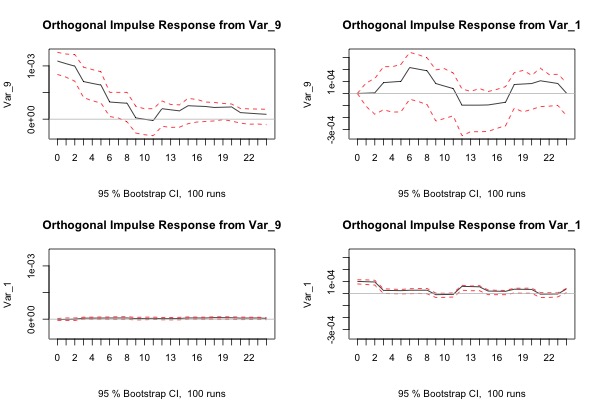 Orthogonal Impulse Response from Var_9
Var_9
0e+00 1e-03
0 2 4 6 8 10 13 16 19 22
95 % Bootstrap CI, 100 runs
Orthogonal Impulse Response from Var_1
Var_9
-3e-04 1e-04
0 2 4 6 8 10 13 16 19 22
95 % Bootstrap CI, 100 runs
Orthogonal Impulse Response from Var_9
Var_1
0e+00 1e-03
0 2 4 6 8 10 13 16 19 22
95 % Bootstrap CI, 100 runs
Orthogonal Impulse Response from Var_1
Var_1
-3e-04 1e-04
0 2 4 6 8 10 13 16 19 22
95 % Bootstrap CI, 100 runs